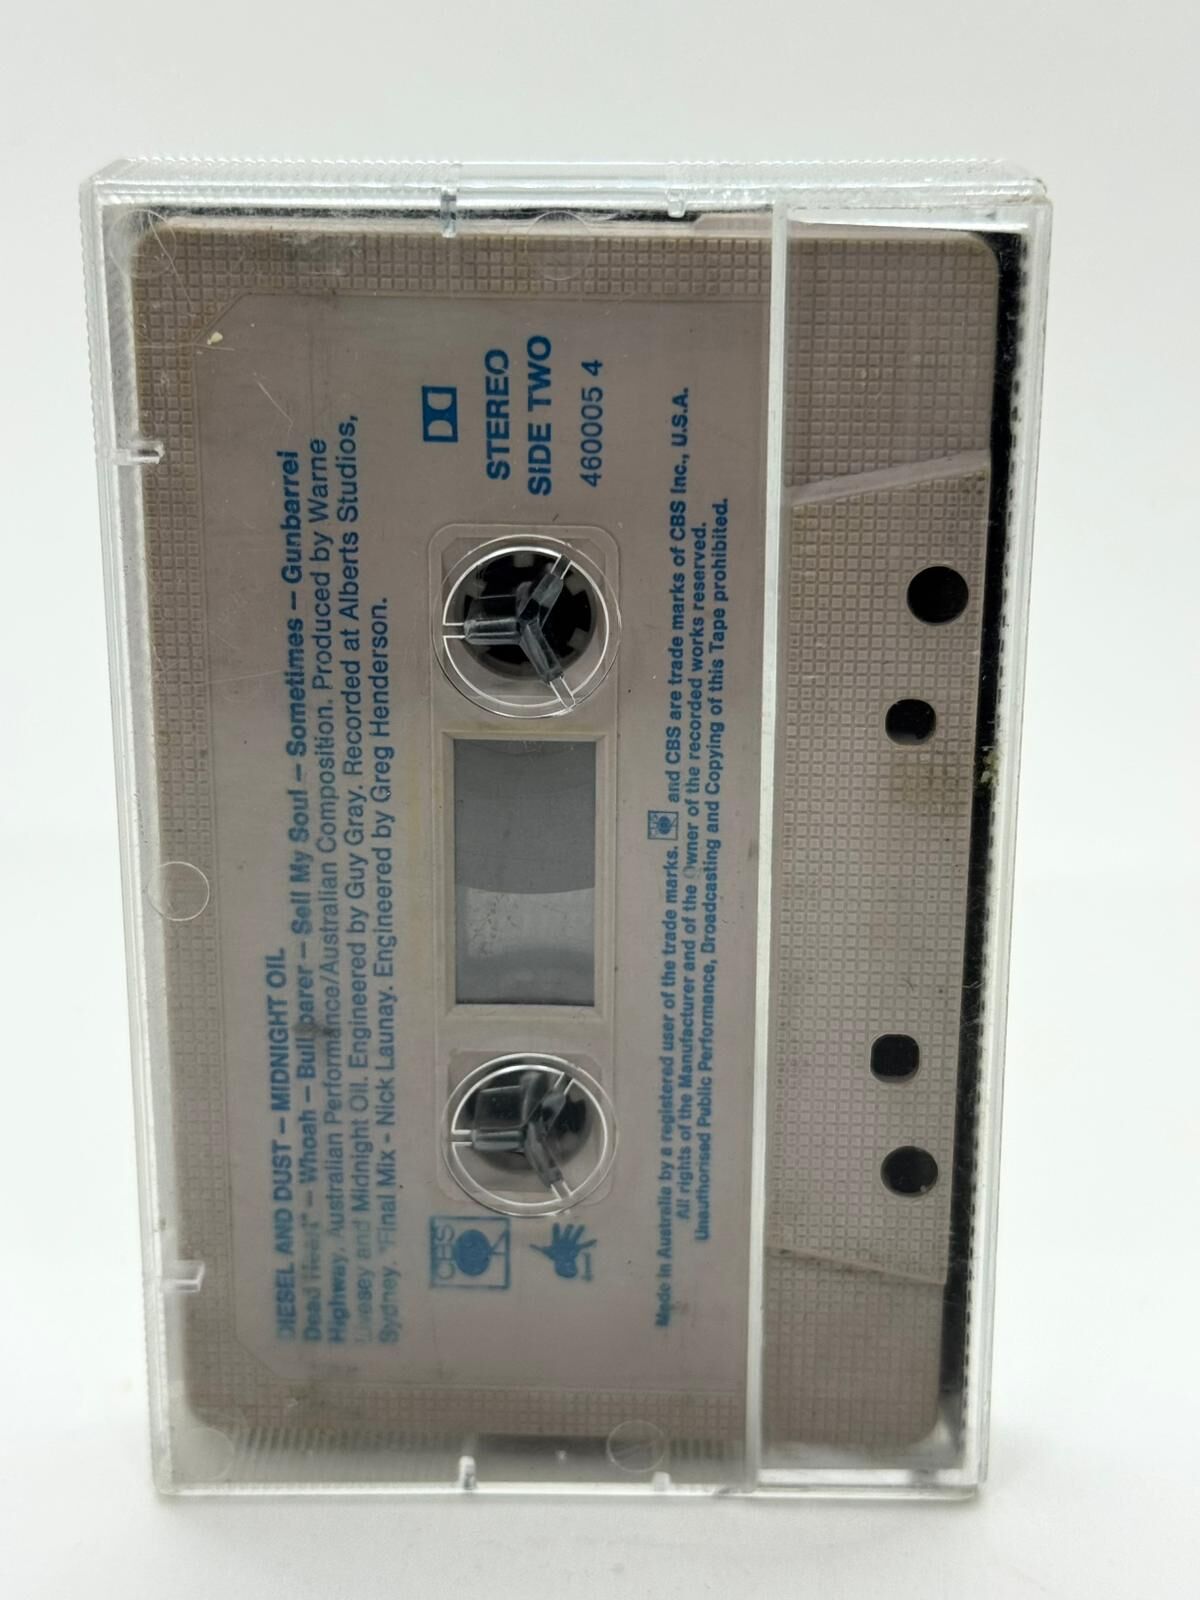 DIESEL AND DUST – MIDNIGHT OIL
Dead Heart* – Whoah – Bullroarer – Sell My Soul – Sometimes – Gunbarrel
Highway. Australian Performance/Australian Composition. Produced by Warne
Livesey and Midnight Oil. Engineered by Guy Gray. Recorded at Alberts Studios,
Sydney. *Final Mix - Nick Launay. Engineered by Greg Henderson.
STEREO
SIDE TWO
460005 4
CBS
Made in Australia by a registered user of the trade marks. CBS and CBS are trade marks of CBS Inc., U.S.A.
All rights of the Manufacturer and of the Owner of the recorded works reserved.
Unauthorised Public Performance, Broadcasting and Copying of this Tape prohibited.